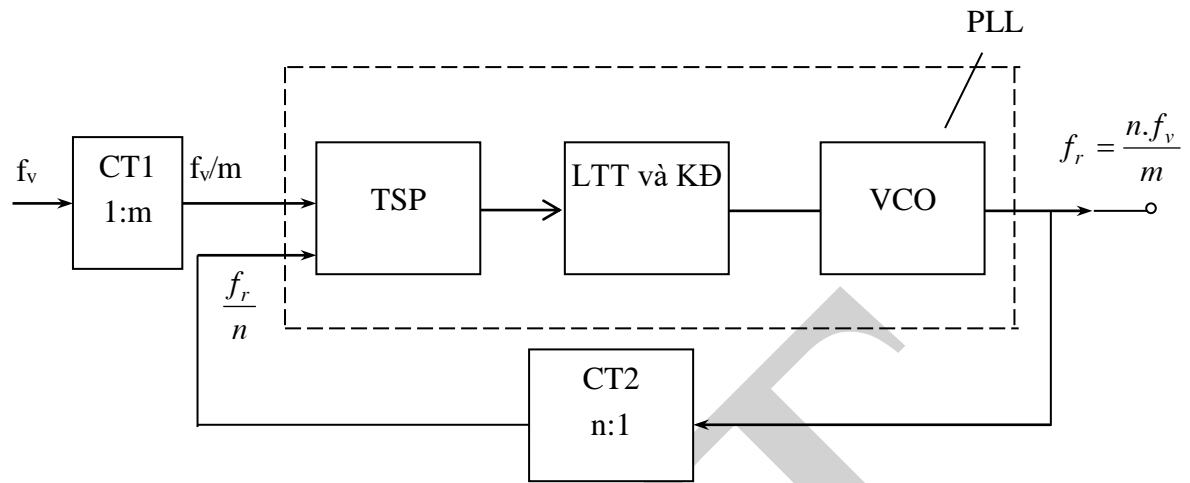 PLL
f_v
CT1
1:m
f_v/m
TSP
LTT và KĐ
VCO
f_r = n.f_v / m
f_r / n
CT2
n:1